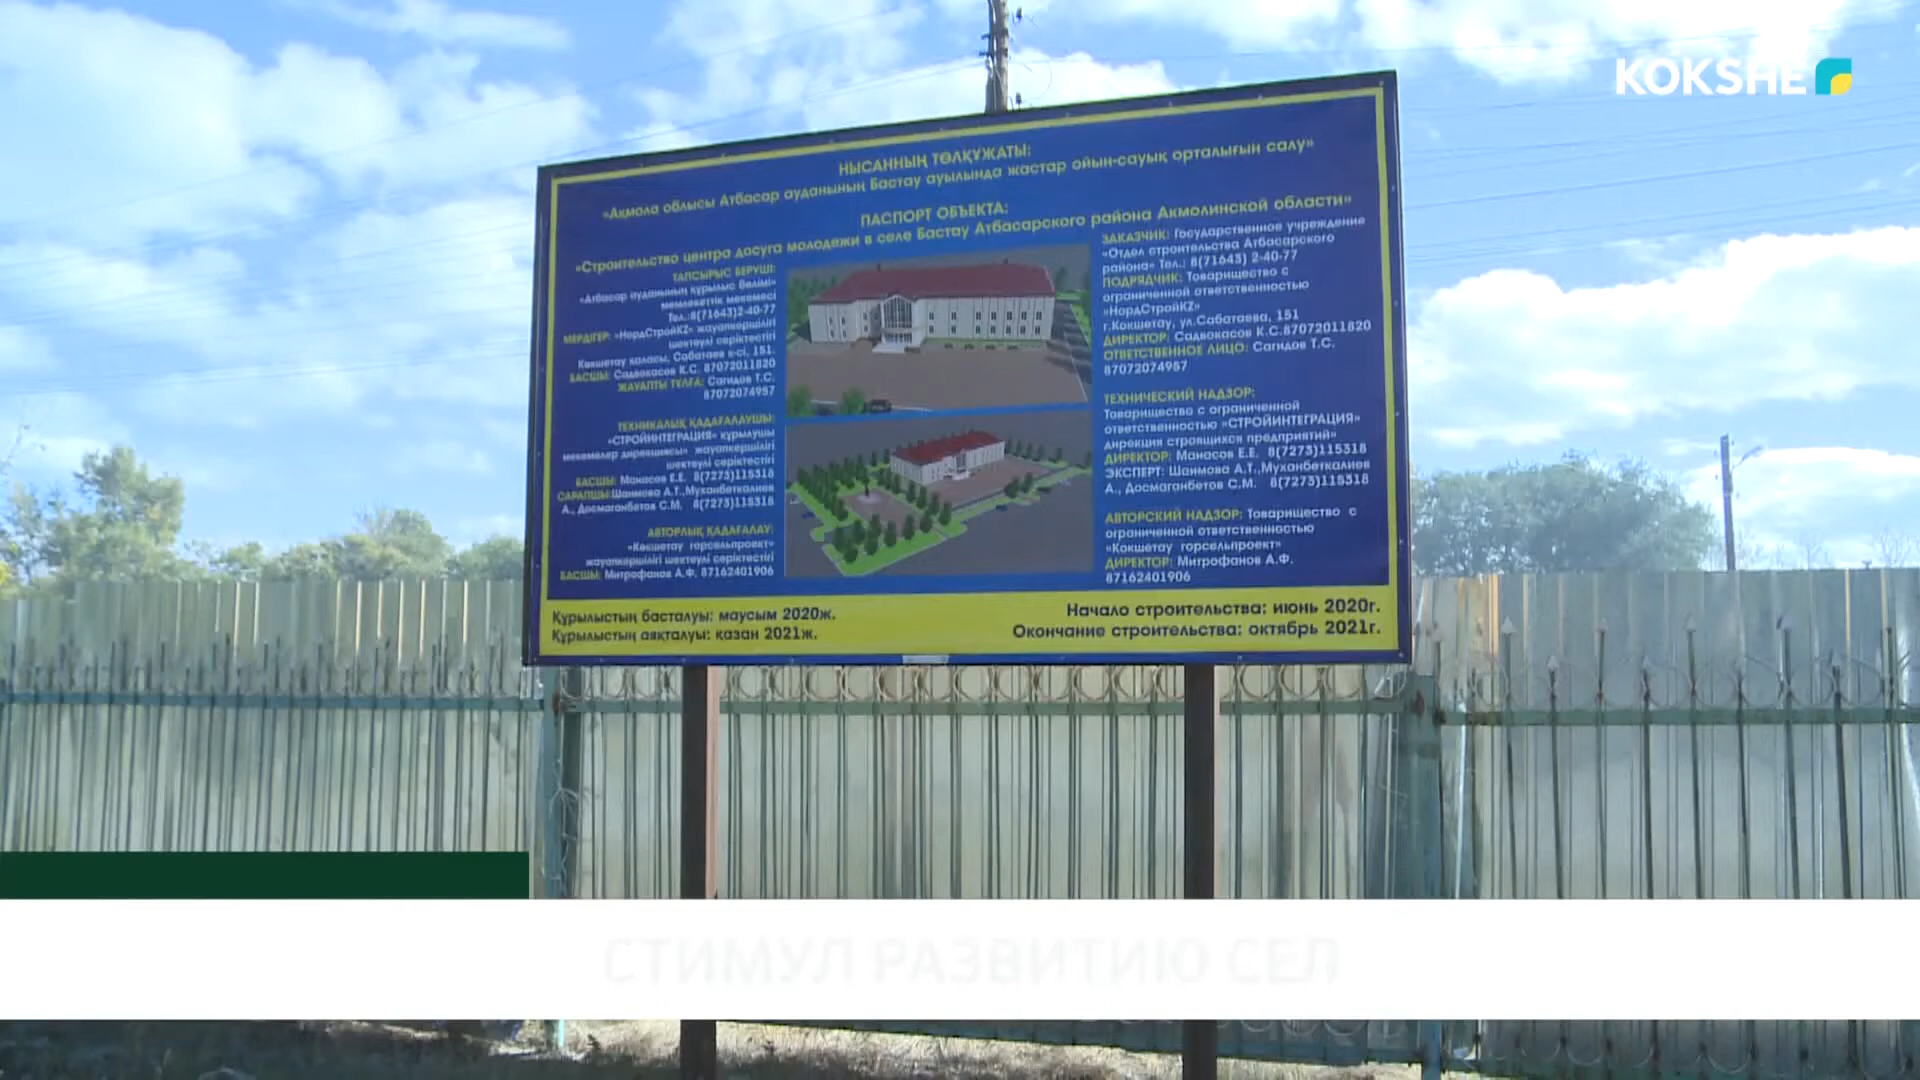 KOKSHE
НЫСАННЫҢ ТӨЛҚҰЖАТЫ:
«Ақмола облысы Атбасар ауданының Бастау ауылында жастар ойын-сауық орталығын салу»
ПАСПОРТ ОБЪЕКТА:
«Строительство центра досуга молодежи в селе Бастау Атбасарского района Акмолинской области»
ТАПСЫРЫС БЕРУШІ:
«Атбасар ауданының құрылыс бөлімі»
мемлекеттік мекемесі
Тел.:8(71643)2-40-77
МЕРДІГЕР: «НордСтройKZ» жауапкершілігі
шектеулі серіктестігі
Көкшетау қаласы, Сабатаев к-сі, 151.
БАСШЫ: Садвокасов К.С. 87072011820
ЖАУАПТЫ ТҰЛҒА: Сагидов Т.С.
87072074957
ТЕХНИКАЛЫҚ ҚАДАҒАЛАУШЫ:
«СТРОЙИНТЕГРАЦИЯ» құрылушы
мекемелер дирекциясы» жауапкершілігі
шектеулі серіктестігі
БАСШЫ: Манасов Е.Е. 8(7273)115318
САРАПШЫ: Шаимова А.Т.,Муханбеткалиев
А., Досмаганбетов С.М. 8(7273)115318
АВТОРЛЫҚ ҚАДАҒАЛАУ:
«Көкшетау горсельпроект»
жауапкершілігі шектеулі серіктестігі
БАСШЫ: Митрофанов А.Ф. 87162401906
ЗАКАЗЧИК: Государственное учреждение
«Отдел строительства Атбасарского
района» Тел.: 8(71643) 2-40-77
ПОДРЯДЧИК: Товарищество с
ограниченной ответственностью
«НордСтройKZ»
г.Кокшетау, ул.Сабатаева, 151
ДИРЕКТОР: Садвокасов К.С.87072011820
ОТВЕТСТВЕННОЕ ЛИЦО: Сагидов Т.С.
87072074957
ТЕХНИЧЕСКИЙ НАДЗОР:
Товарищество с ограниченной
ответственностью «СТРОЙИНТЕГРАЦИЯ»
дирекция строящихся предприятий»
ДИРЕКТОР: Манасов Е.Е. 8(7273)115318
ЭКСПЕРТ: Шаимова А.Т.,Муханбеткалиев
А., Досмаганбетов С.М. 8(7273)115318
АВТОРСКИЙ НАДЗОР: Товарищество с
ограниченной ответственностью
«Кокшетау горсельпроект»
ДИРЕКТОР: Митрофанов А.Ф.
87162401906
Құрылыстың басталуы: маусым 2020ж.
Құрылыстың аяқталуы: қазан 2021ж.
Начало строительства: июнь 2020г.
Окончание строительства: октябрь 2021г.
СТИМУЛ РАЗВИТИЮ СЕЛ